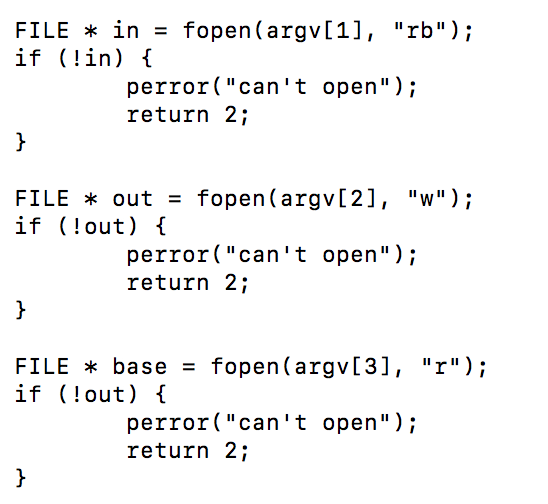 FILE * in = fopen(argv[1], "rb");
if (!in) {
        perror("can't open");
        return 2;
}

FILE * out = fopen(argv[2], "w");
if (!out) {
        perror("can't open");
        return 2;
}

FILE * base = fopen(argv[3], "r");
if (!out) {
        perror("can't open");
        return 2;
}